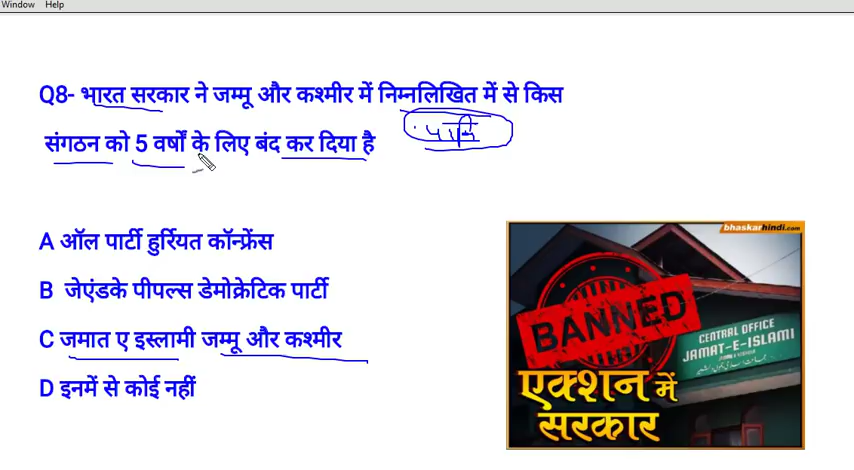 Window Help
Q8- भारत सरकार ने जम्मू और कश्मीर में निम्नलिखित में से किस
संगठन को 5 वर्षों के लिए बंद कर दिया है
A ऑल पार्टी हुर्रियत कॉन्फ्रेंस
B जेएंडके पीपल्स डेमोक्रेटिक पार्टी
C जमात ए इस्लामी जम्मू और कश्मीर
D इनमें से कोई नहीं
bhaskarhindi.com
BANNED
CENTRAL OFFICE
JAMAT-E-ISLAMI
एक्शन में
सरकार